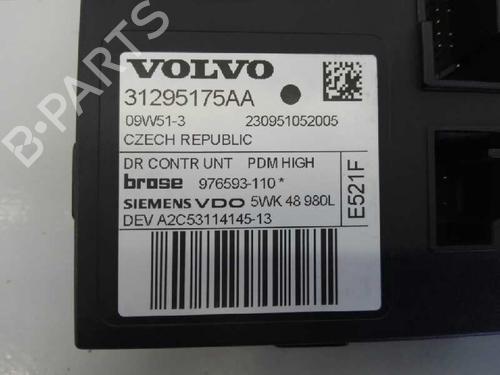 VOLVO
31295175AA
09W51-3 230951052005
CZECH REPUBLIC
DR CONTR UNT PDM HIGH
brose 976593-110*
SIEMENS VDO 5WK 48 980L
DEV A2C53114145-13
E521F
B-PARTS